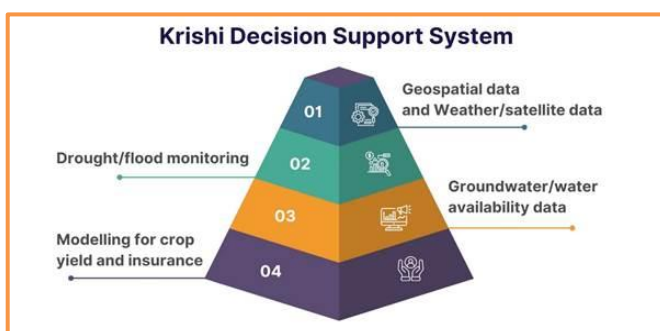 Krishi Decision Support System
01
Geospatial data
and Weather/satellite data
Drought/flood monitoring
02
03
Groundwater/water
availability data
Modelling for crop
yield and insurance
04